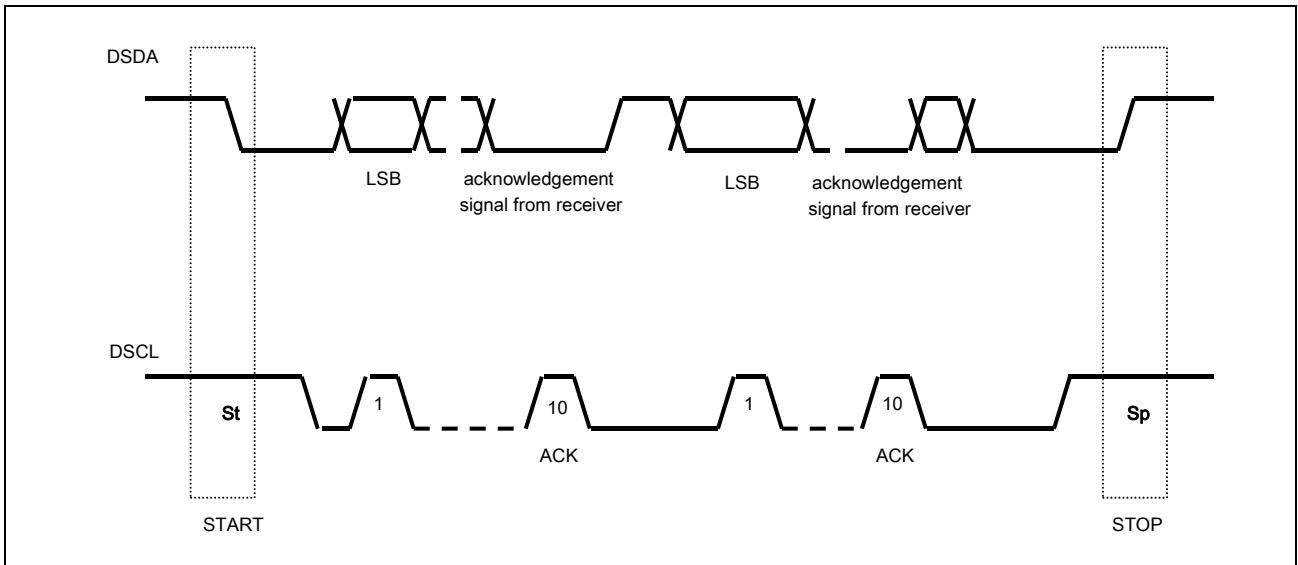 DSDA
LSB
acknowledgement
signal from receiver
LSB
acknowledgement
signal from receiver
DSCL
St
1
10
1
10
Sp
ACK
ACK
START
STOP